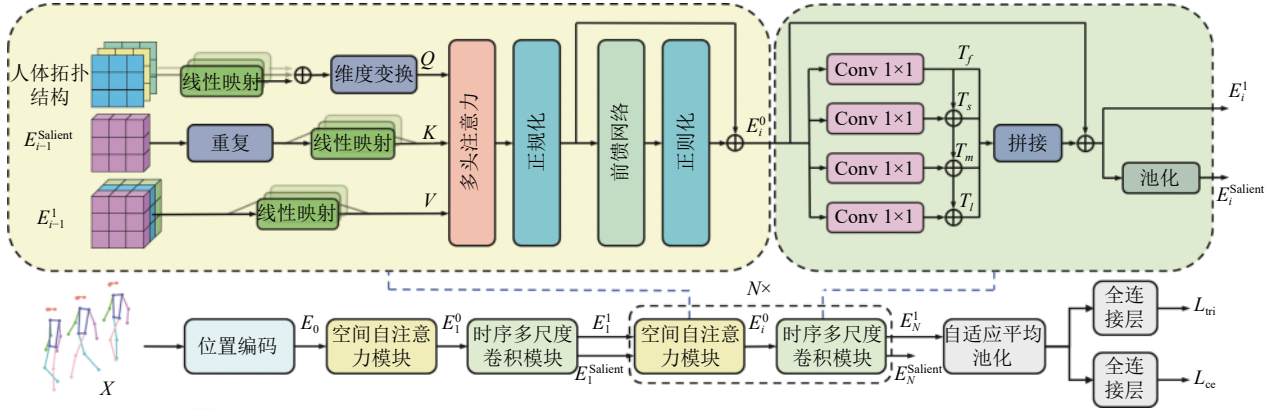 人体拓扑
结构
线性映射
维度变换
Q
E_{i-1}^{Salient}
重复
线性映射
K
E_{i-1}^1
线性映射
V
多头注意力
正规化
前馈网络
正则化
E_i^0
Conv 1×1
T_f
Conv 1×1
T_s
Conv 1×1
T_m
Conv 1×1
T_l
拼接
池化
E_i^1
E_i^{Salient}
N×
X
位置编码
E_0
空间自注意
力模块
E_1^0
时序多尺度
卷积模块
E_1^1
E_1^{Salient}
空间自注意
力模块
E_i^0
时序多尺度
卷积模块
E_N^1
E_N^{Salient}
自适应平均
池化
全连
接层
L_{tri}
全连
接层
L_{ce}